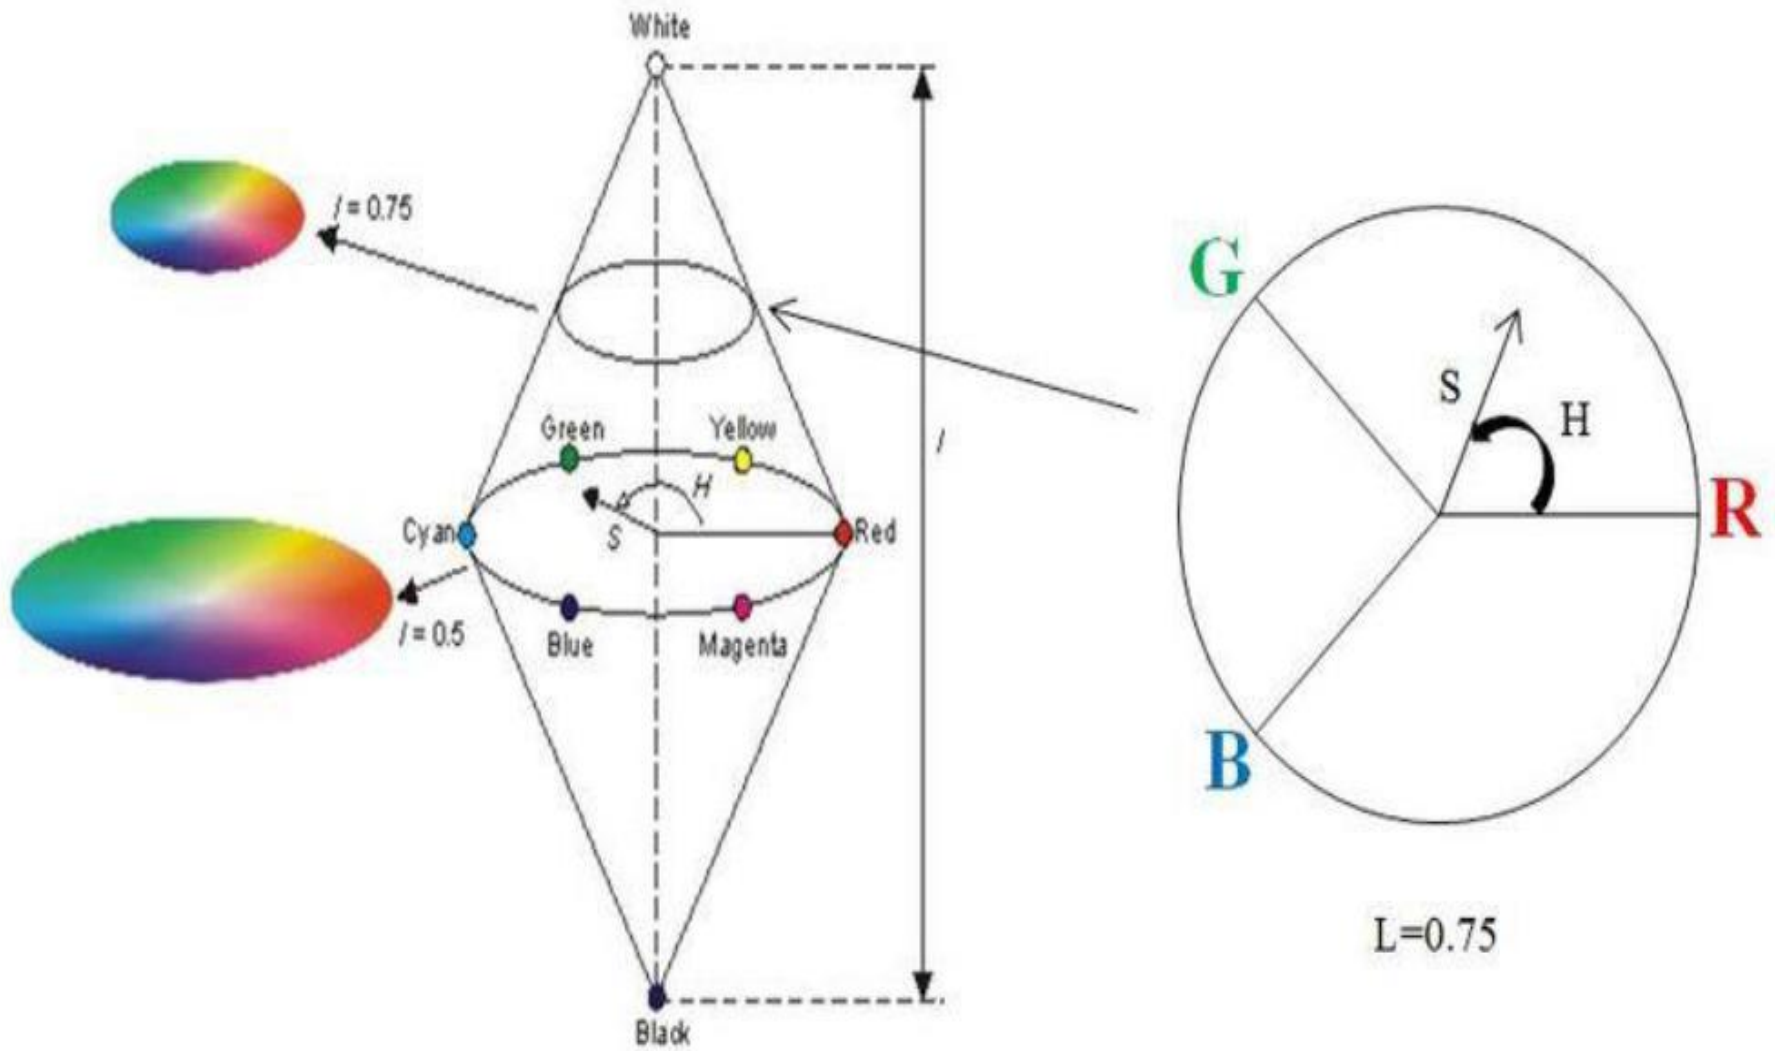 White
l = 0.75
G
S
H
R
Green
Yellow
l
H
S
Cyan
Red
l = 0.5
Blue
Magenta
B
L=0.75
Black